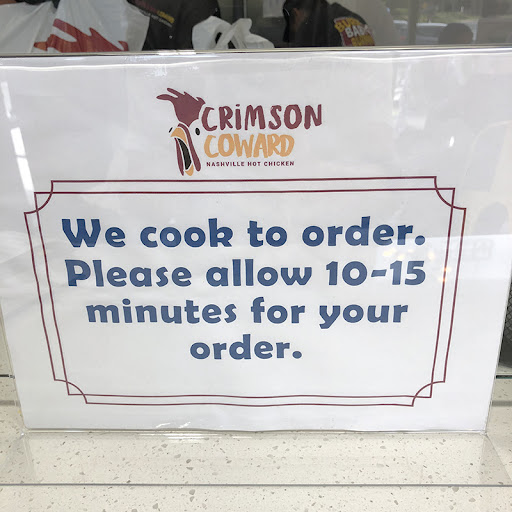 CRIMSON
COWARD
NASHVILLE HOT CHICKEN
We cook to order.
Please allow 10-15
minutes for your
order.